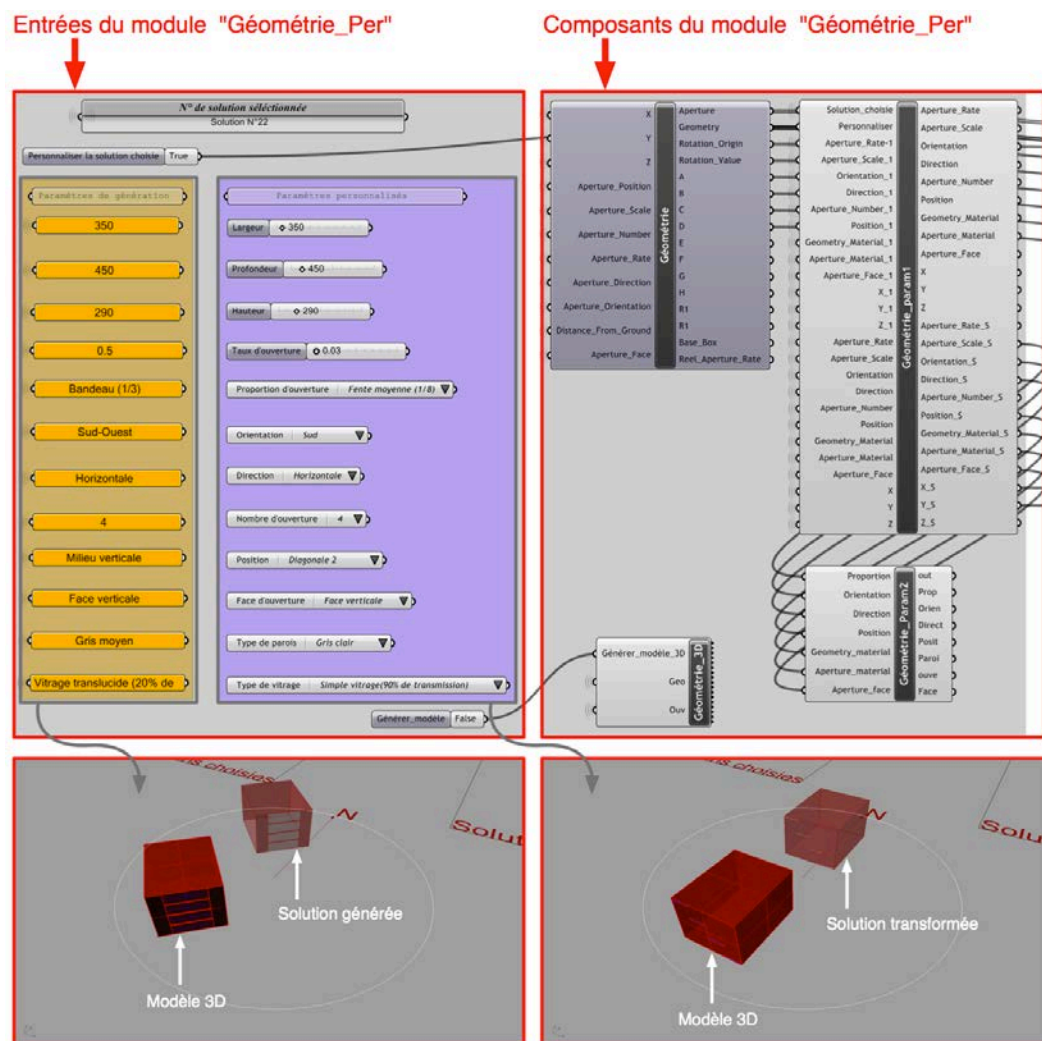 Entrées du module "Géométrie_Per"
Composants du module "Géométrie_Per"
N° de solution séléctionnée
Solution N°22
Personnaliser la solution choisie True
Paramètres de génération
350
450
290
0.5
Bandeau (1/3)
Sud-Ouest
Horizontale
4
Milieu verticale
Face verticale
Gris moyen
Vitrage translucide (20% de
Paramètres personnalisés
Largeur 350
Profondeur 450
Hauteur 290
Taux d'ouverture 0.03
Proportion d'ouverture Fente moyenne (1/8)
Orientation Sud
Direction Horizontale
Nombre d'ouverture 4
Position Diagonale 2
Face d'ouverture Face verticale
Type de parois Gris clair
Type de vitrage Simple vitrage(90% de transmission)
Générer_modèle False
X
Y
Z
Aperture_Position
Aperture_Scale
Aperture_Number
Aperture_Rate
Aperture_Direction
Aperture_Orientation
Distance_From_Ground
Aperture_Face
Géométrie
Aperture
Geometry
Rotation_Origin
Rotation_Value
A
B
C
D
E
F
G
H
R1
R1
Base_Box
Reel_Aperture_Rate
Solution_choisie
Personnaliser
Aperture_Rate-1
Aperture_Scale_1
Orientation_1
Direction_1
Aperture_Number_1
Position_1
Geometry_Material_1
Aperture_Material_1
Aperture_Face_1
X_1
Y_1
Z_1
Aperture_Rate
Aperture_Scale
Orientation
Direction
Aperture_Number
Position
Geometry_Material
Aperture_Material
Aperture_Face
X
Y
Z
Géométrie_param1
Aperture_Rate
Aperture_Scale
Orientation
Direction
Aperture_Number
Position
Geometry_Material
Aperture_Material
Aperture_Face
X
Y
Z
Aperture_Rate_S
Aperture_Scale_S
Orientation_S
Direction_S
Aperture_Number_S
Position_S
Geometry_Material_S
Aperture_Material_S
Aperture_Face_S
X_S
Y_S
Z_S
Proportion
Orientation
Direction
Position
Geometry_material
Aperture_material
Aperture_face
Géométrie_Param2
out
Prop
Orien
Direct
Posit
Paroi
ouve
Face
Générer_modèle_3D
Geo
Ouv
Géométrie_3D
ns choisies
N
Solut
Solution générée
Modèle 3D
ns choisies
N
Solu
Solution transformée
Modèle 3D